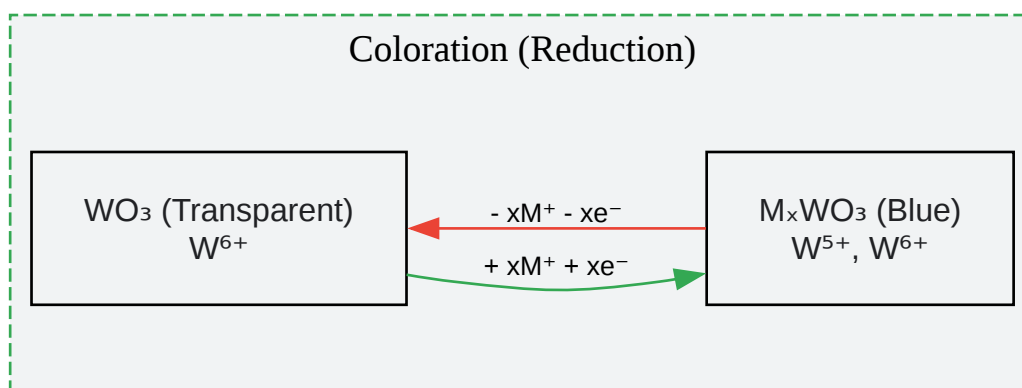 Coloration (Reduction)
WO₃ (Transparent)
W⁶⁺
- xM⁺ - xe⁻
+ xM⁺ + xe⁻
MₓWO₃ (Blue)
W⁵⁺, W⁶⁺